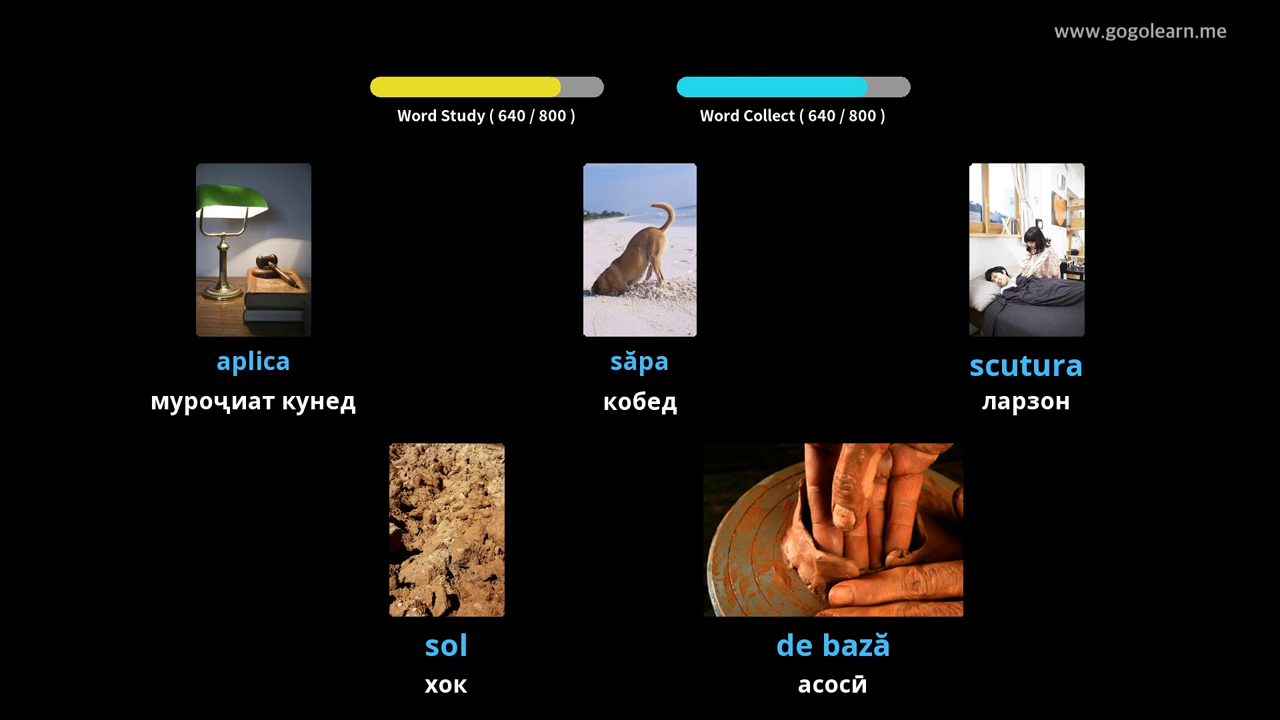 www.gogolearn.me
Word Study ( 640 / 800 )
Word Collect ( 640 / 800 )
aplica
săpa
scutura
муроҷиат кунед
кобед
ларзон
sol
de bază
хок
асосӣ